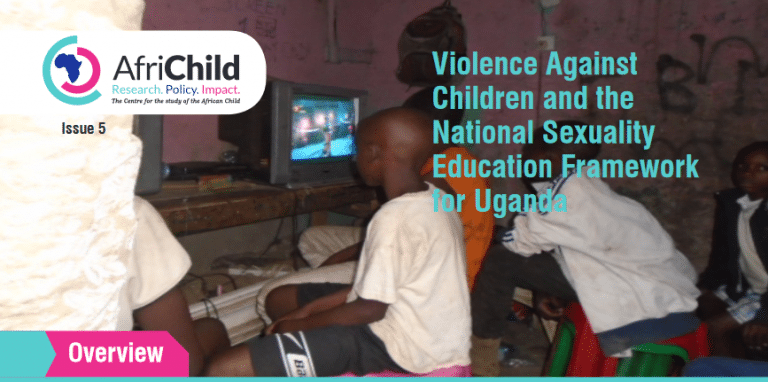 AfriChild
Research. Policy. Impact.
The Centre for the study of the African Child
Issue 5
Violence Against
Children and the
National Sexuality
Education Framework
for Uganda
Overview